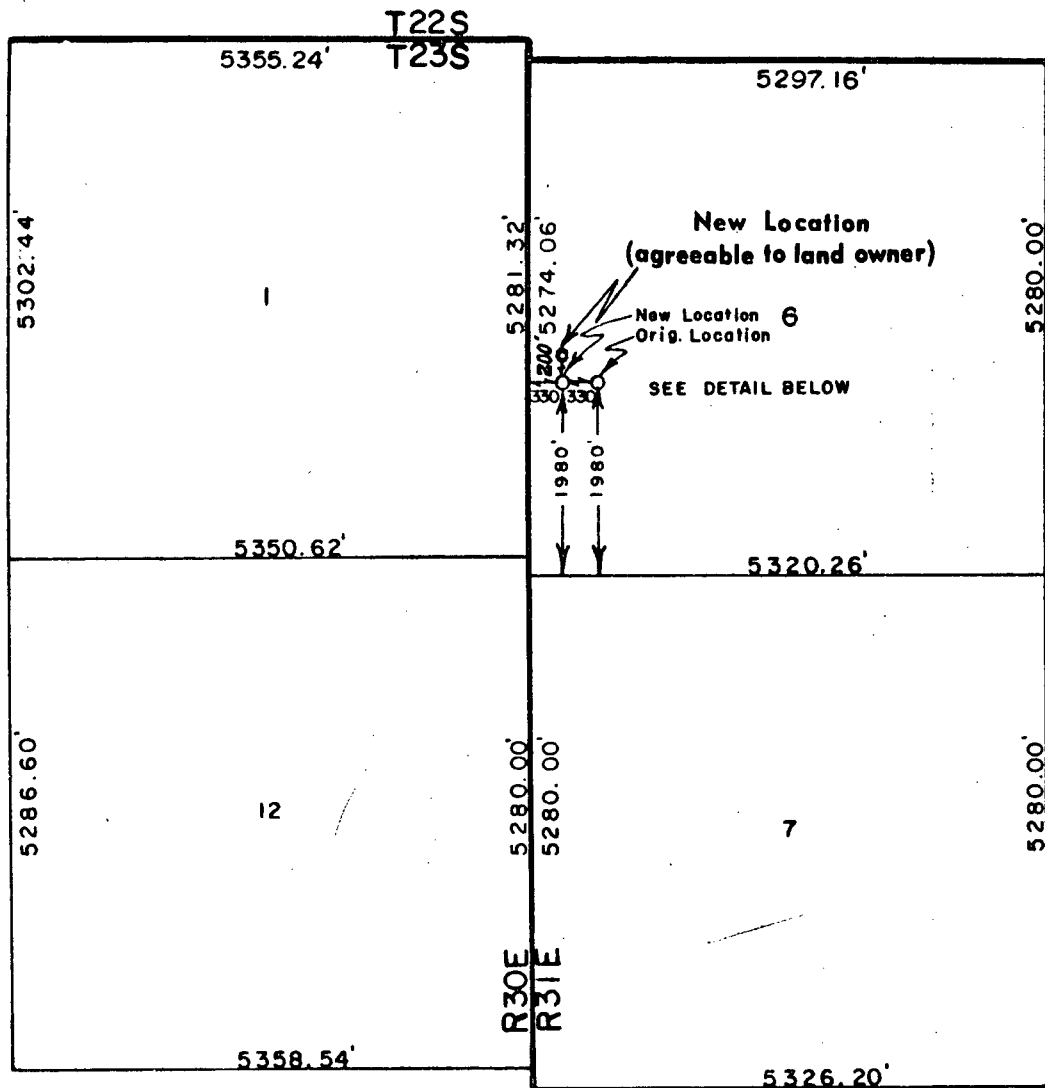 T22S
T23S
5355.24'
5297.16'
5302.44'
1
5281.32'
5274.06'
New Location
(agreeable to land owner)
5280.00'
New Location
6
Orig. Location
200'
330
330
SEE DETAIL BELOW
1980'
1980'
5350.62'
5320.26'
5286.60'
12
5280.00'
5280.00'
7
5280.00'
R30E
R31E
5358.54'
5326.20'